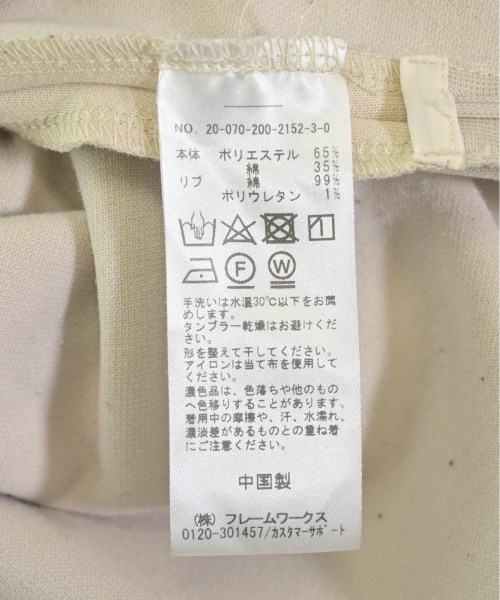 NO. 20-070-200-2152-3-0
本体 ポリエステル 65%
綿 35%
リブ 綿 99%
ポリウレタン 1%
F W
手洗いは水温30℃以下をお薦
めします。
タンブラー乾燥はお避けくださ
い。
形を整えて干してください。
アイロンは当て布を使用して
ください。
濃色品は、色落ちや他のもの
へ色移りすることがあります。
着用中の摩擦や、汗、水濡れ、
濃淡差があるものとの重ね着
にご注意ください。
中国製
(株) フレームワークス
0120-301457/カスタマーサポート